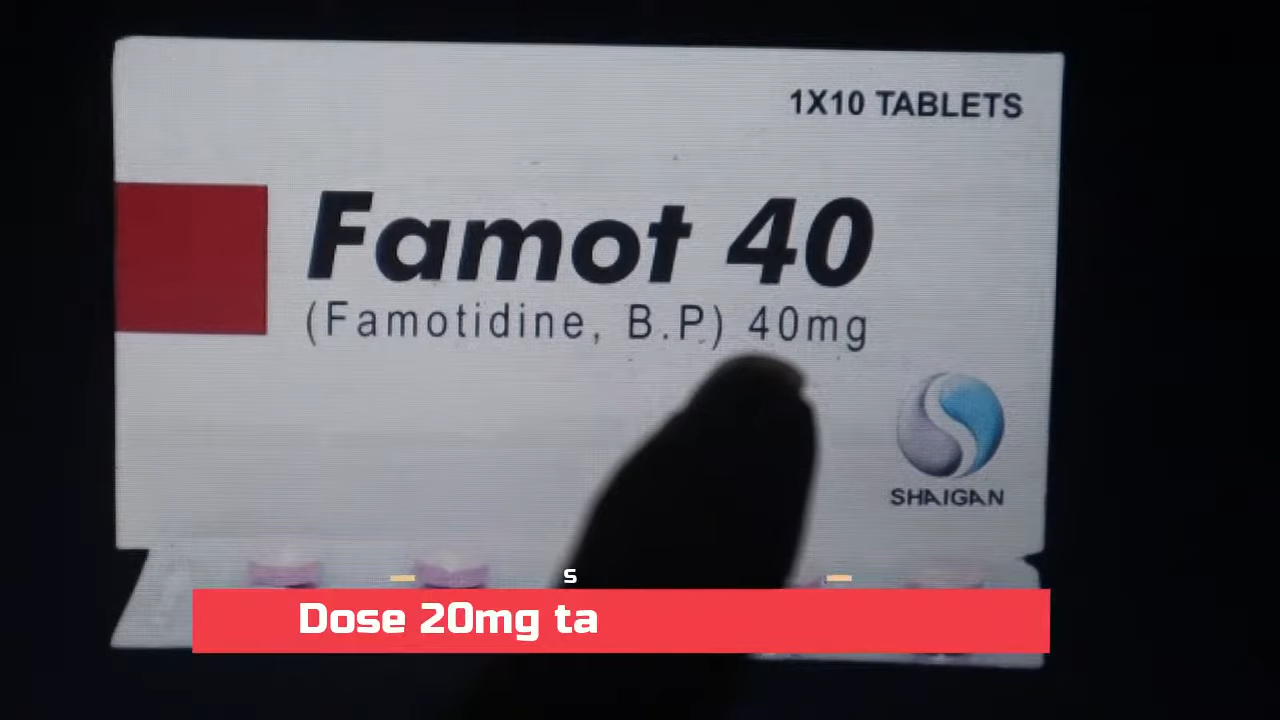 1X10 TABLETS
Famot 40
(Famotidine, B.P) 40mg
SHAIGAN
s
Dose 20mg ta